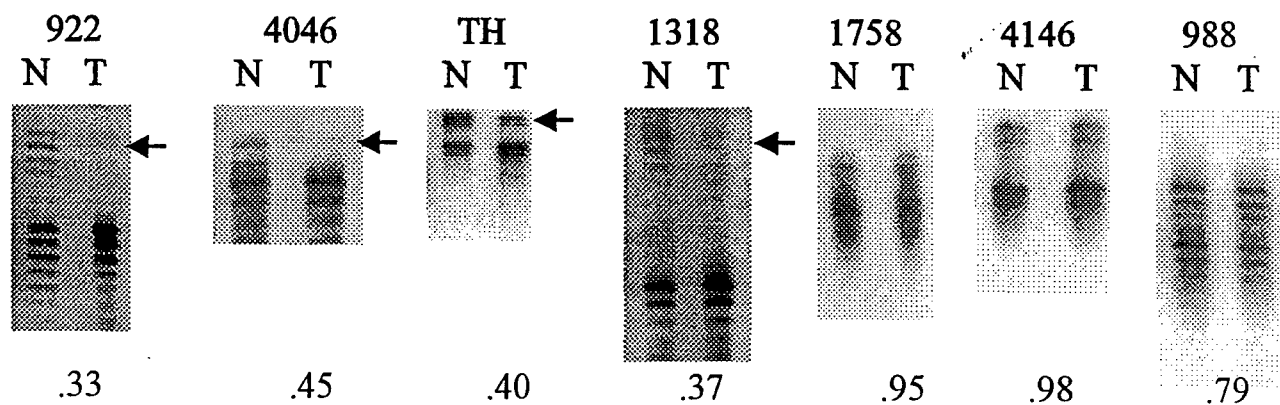 922 4046 TH 1318 1758 4146 988
N T N T N T N T N T N T N T
.33 .45 .40 .37 .95 .98 .79